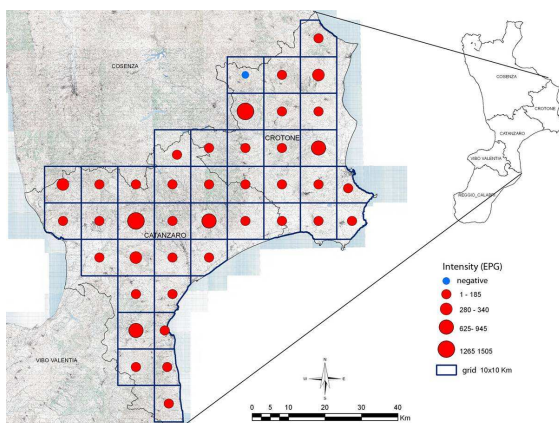 COSENZA
CROTONE
CATANZARO
VIBO VALENTIA
COSENZA
CROTONE
CATANZARO
VIBO VALENTIA
REGGIO_CALABRIA
Intensity (EPG)
negative
1 - 185
280 - 340
625- 945
1265 1505
grid 10x10 Km
N
W
E
S
0 5 10 20 30 40
Km